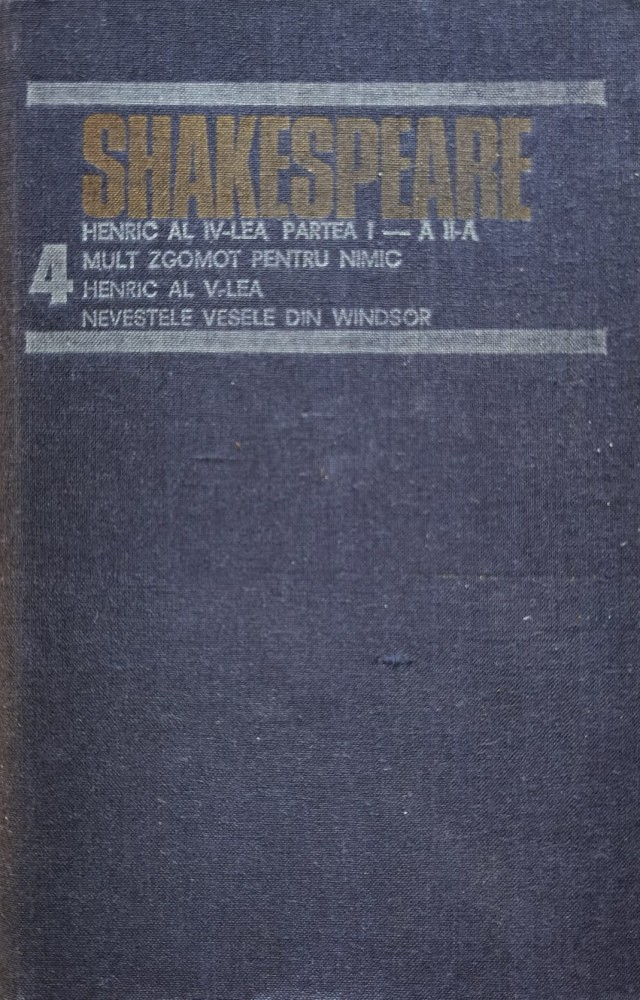 SHAKESPEARE
HENRIC AL IV-LEA PARTEA I — A II-A
4
MULT ZGOMOT PENTRU NIMIC
HENRIC AL V-LEA
NEVESTELE VESELE DIN WINDSOR